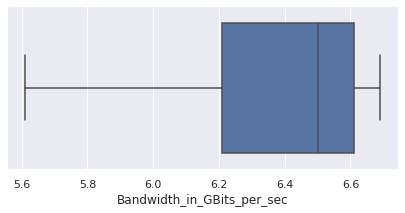 5.6 5.8 6.0 6.2 6.4 6.6
Bandwidth_in_GBits_per_sec